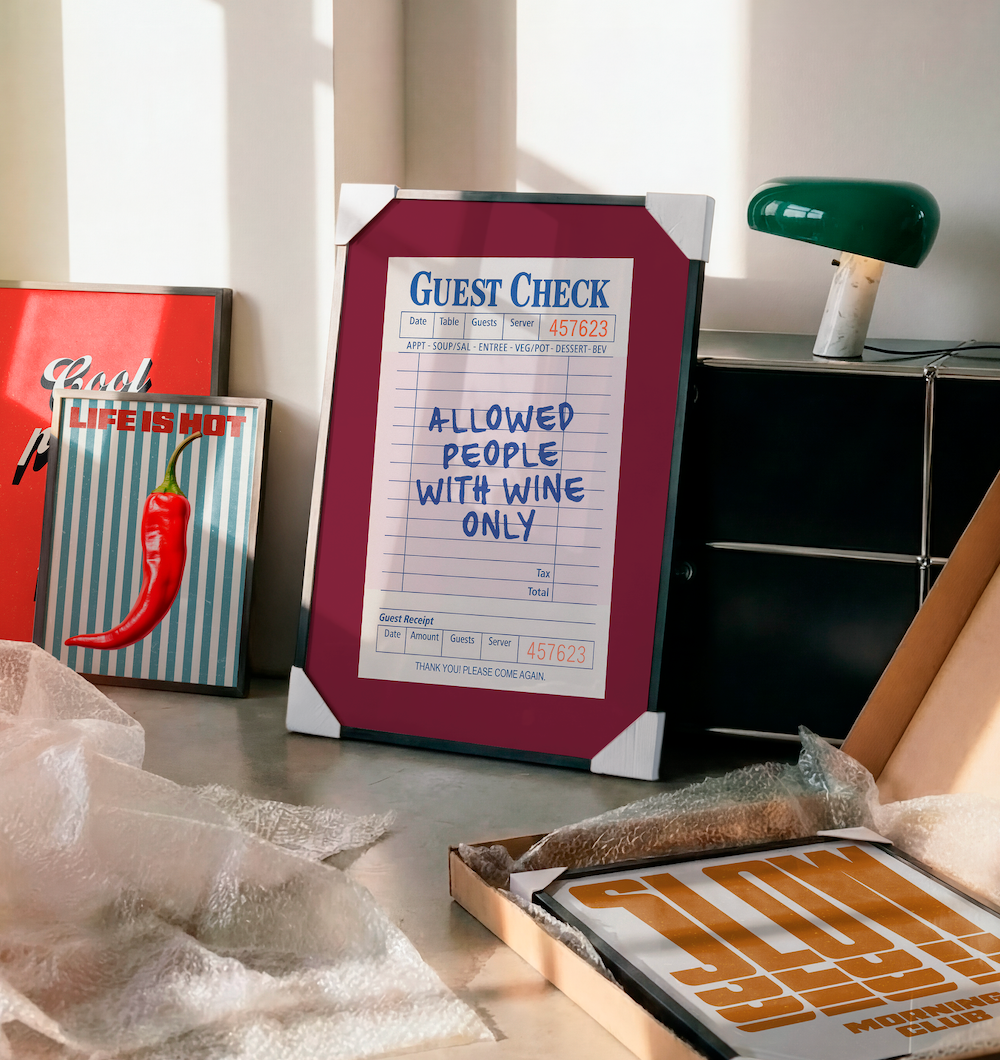 Cool
LIFE IS HOT
GUEST CHECK
Date Table Guests Server 457623
APPT - SOUP/SAL - ENTREE - VEG/POT - DESSERT - BEV
ALLOWED
PEOPLE
WITH WINE
ONLY
Tax
Total
Guest Receipt
Date Amount Guests Server 457623
THANK YOU! PLEASE COME AGAIN.
SLOW
MORNING
CLUB